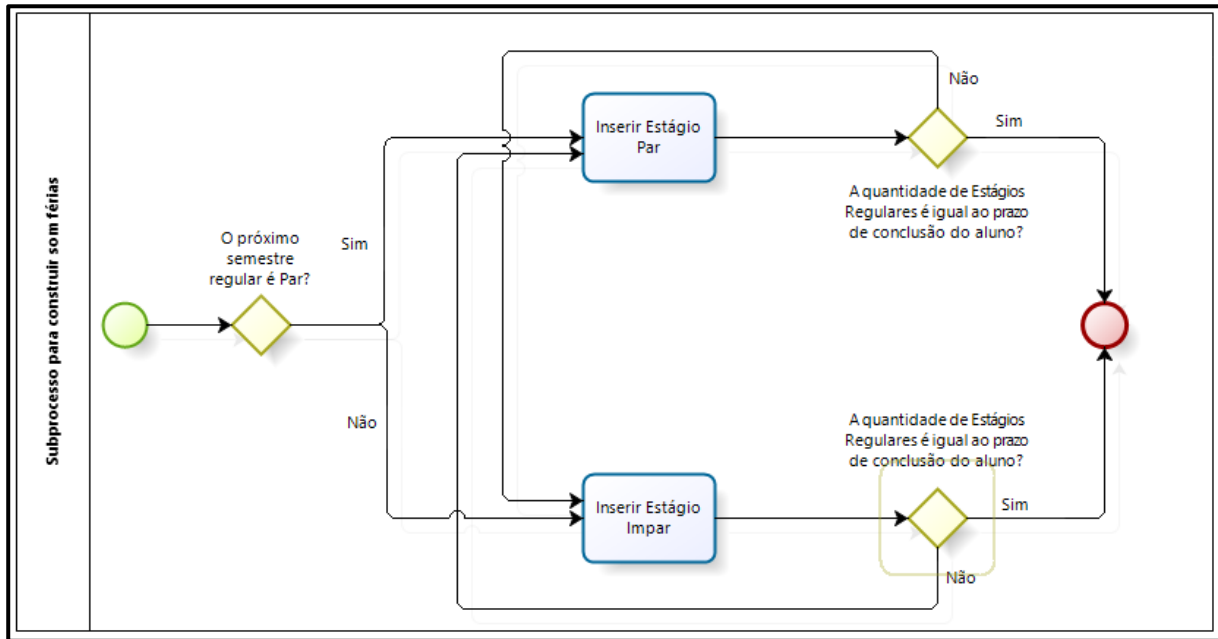 Subprocesso para construir som férias
O próximo
semestre
regular é Par?
Sim
Não
Inserir Estágio
Par
Não
Sim
A quantidade de Estágios
Regulares é igual ao prazo
de conclusão do aluno?
A quantidade de Estágios
Regulares é igual ao prazo
de conclusão do aluno?
Inserir Estágio
Impar
Sim
Não